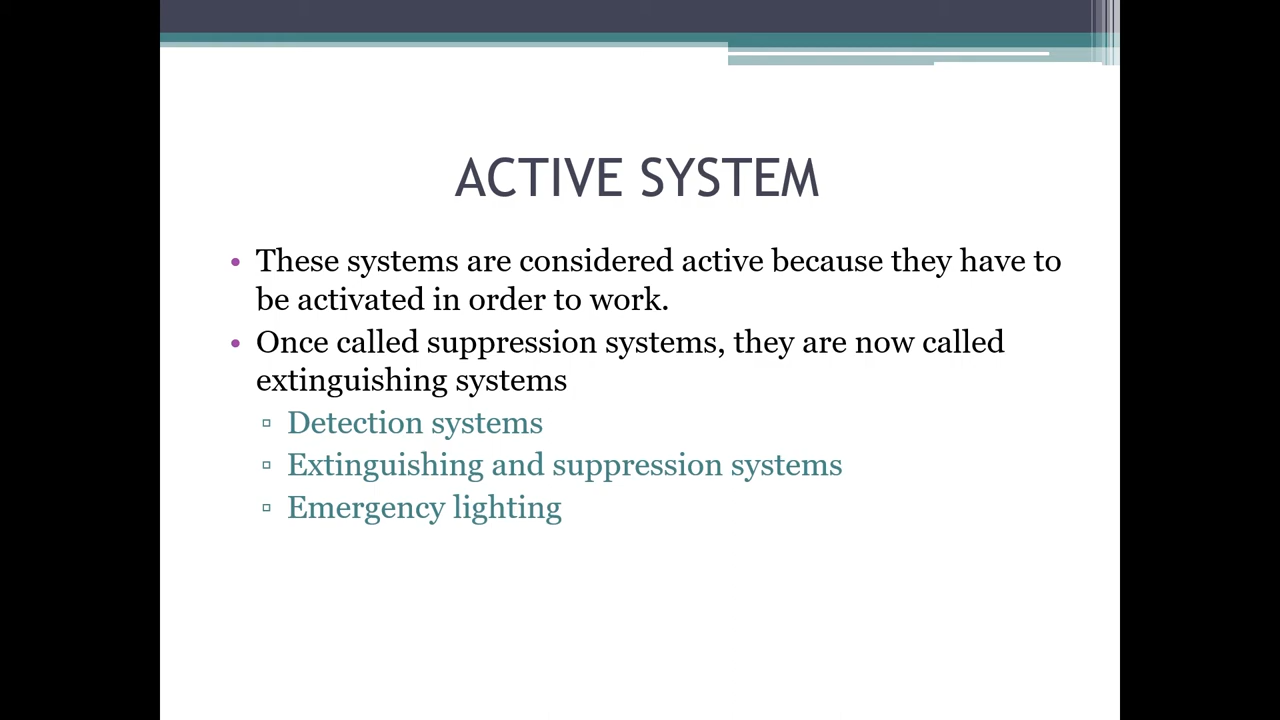 ACTIVE SYSTEM
• These systems are considered active because they have to
be activated in order to work.
• Once called suppression systems, they are now called
extinguishing systems
▫ Detection systems
▫ Extinguishing and suppression systems
▫ Emergency lighting